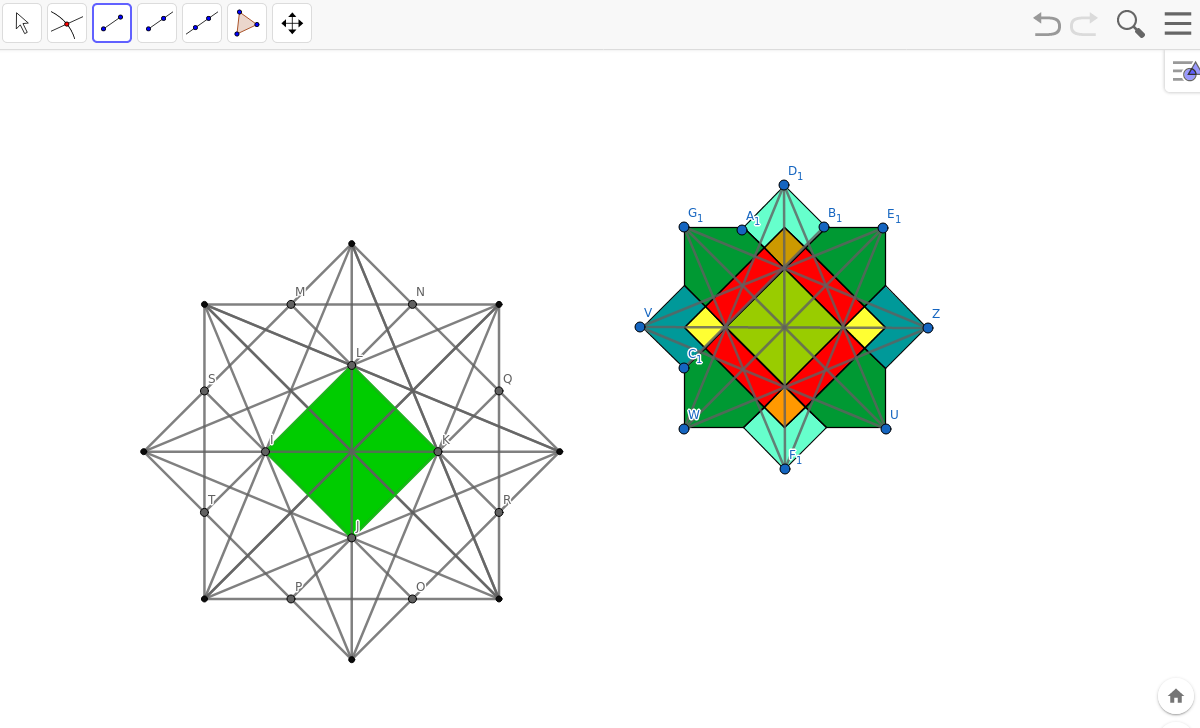 D₁
G₁ A₁ B₁ E₁
M N
V Z
L C₁
S Q
W U
I K F₁
T R
J
P O